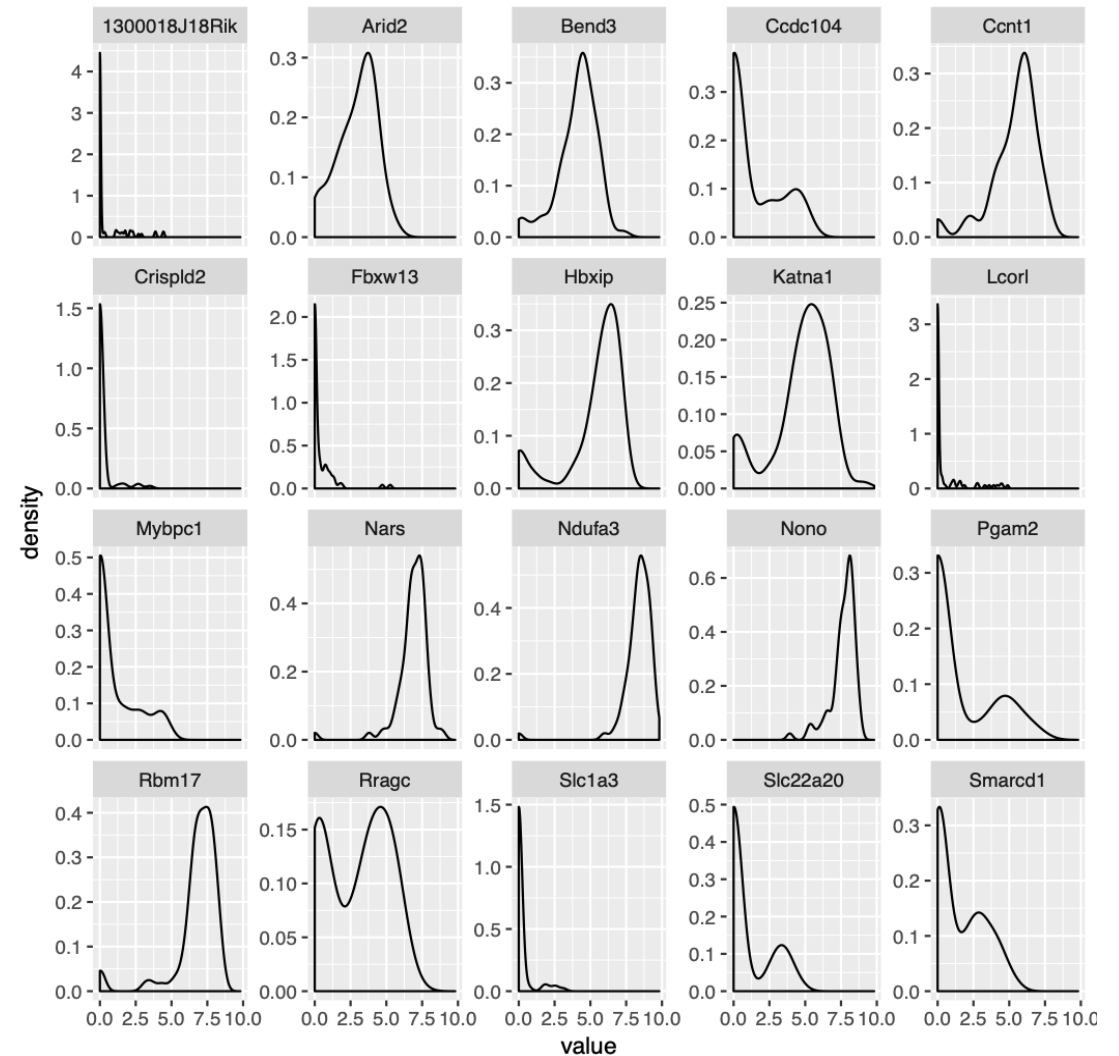 1300018J18Rik Arid2 Bend3 Ccdc104 Ccnt1
4 3 2 1 0
0.3 0.2 0.1 0.0
0.3 0.2 0.1 0.0
0.3 0.2 0.1 0.0
0.3 0.2 0.1 0.0
Crispld2 Fbxw13 Hbxip Katna1 Lcorl
1.5 1.0 0.5 0.0
2.0 1.5 1.0 0.5 0.0
0.3 0.2 0.1 0.0
0.25 0.20 0.15 0.10 0.05 0.00
3 2 1 0
density
Mybpc1 Nars Ndufa3 Nono Pgam2
0.5 0.4 0.3 0.2 0.1 0.0
0.4 0.2 0.0
0.4 0.2 0.0
0.6 0.4 0.2 0.0
0.3 0.2 0.1 0.0
Rbm17 Rragc Slc1a3 Slc22a20 Smarcd1
0.4 0.3 0.2 0.1 0.0
0.15 0.10 0.05 0.00
1.5 1.0 0.5 0.0
0.5 0.4 0.3 0.2 0.1 0.0
0.3 0.2 0.1 0.0
0.0 2.5 5.0 7.5 10.0 0.0 2.5 5.0 7.5 10.0 0.0 2.5 5.0 7.5 10.0 0.0 2.5 5.0 7.5 10.0 0.0 2.5 5.0 7.5 10.0
value